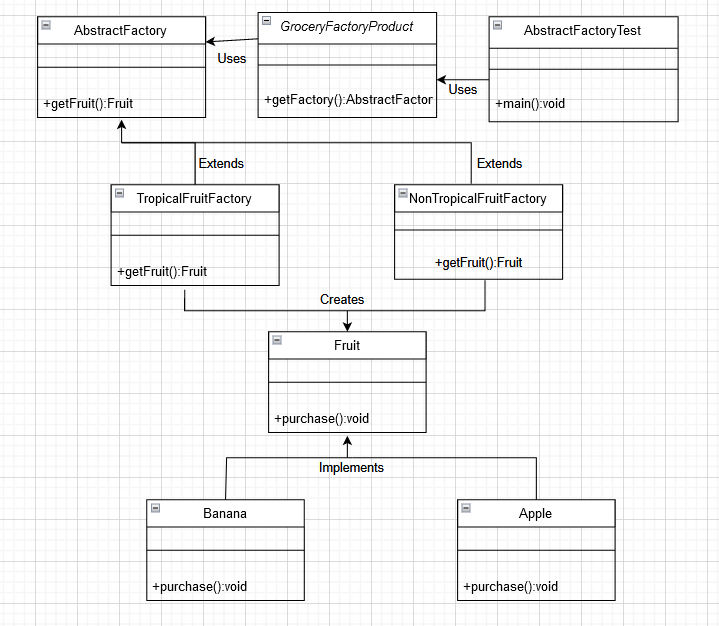 AbstractFactory
+getFruit():Fruit
Uses
GroceryFactoryProduct
+getFactory():AbstractFactor
Uses
AbstractFactoryTest
+main():void
Extends
Extends
TropicalFruitFactory
+getFruit():Fruit
NonTropicalFruitFactory
+getFruit():Fruit
Creates
Fruit
+purchase():void
Implements
Banana
+purchase():void
Apple
+purchase():void